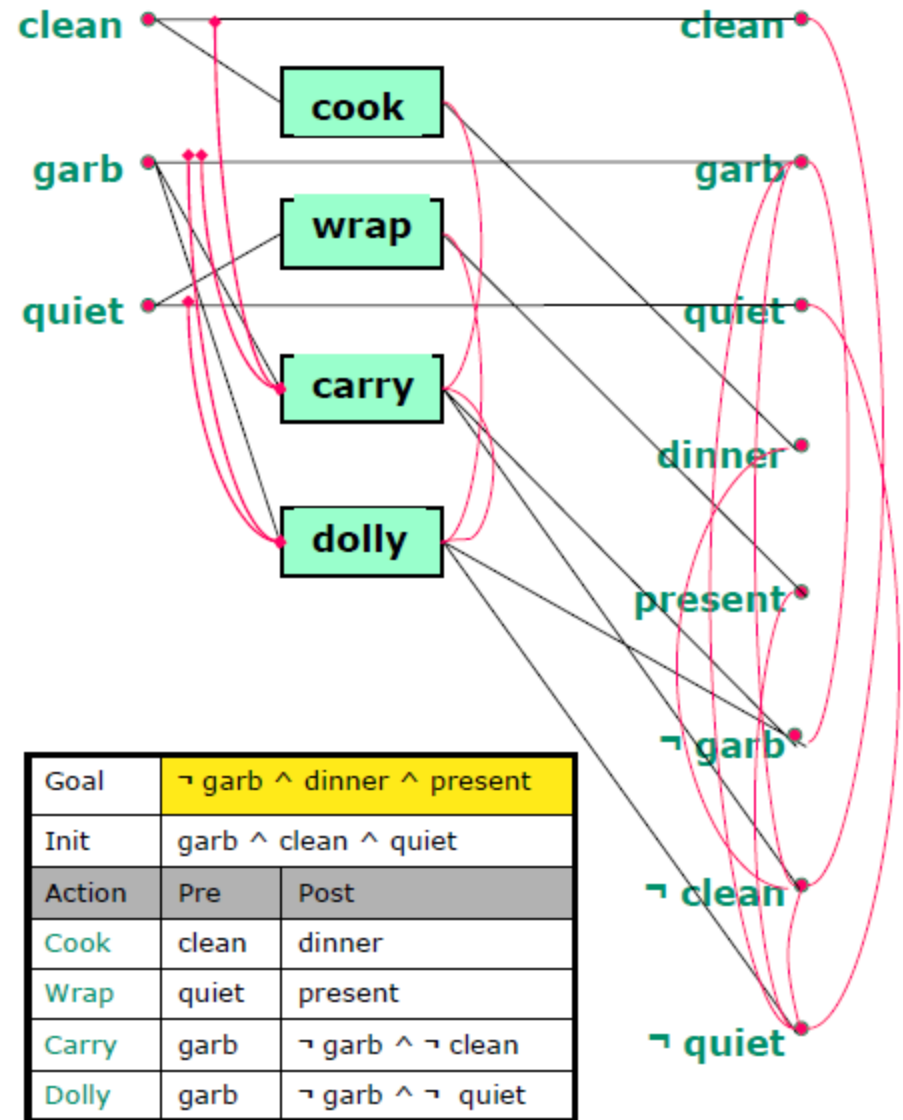 clean
clean
cook
garb
garb
wrap
quiet
quiet
carry
dinner
dolly
present
¬ garb
¬ clean
¬ quiet
Goal ¬ garb ^ dinner ^ present
Init garb ^ clean ^ quiet
Action Pre Post
Cook clean dinner
Wrap quiet present
Carry garb ¬ garb ^ ¬ clean
Dolly garb ¬ garb ^ ¬ quiet